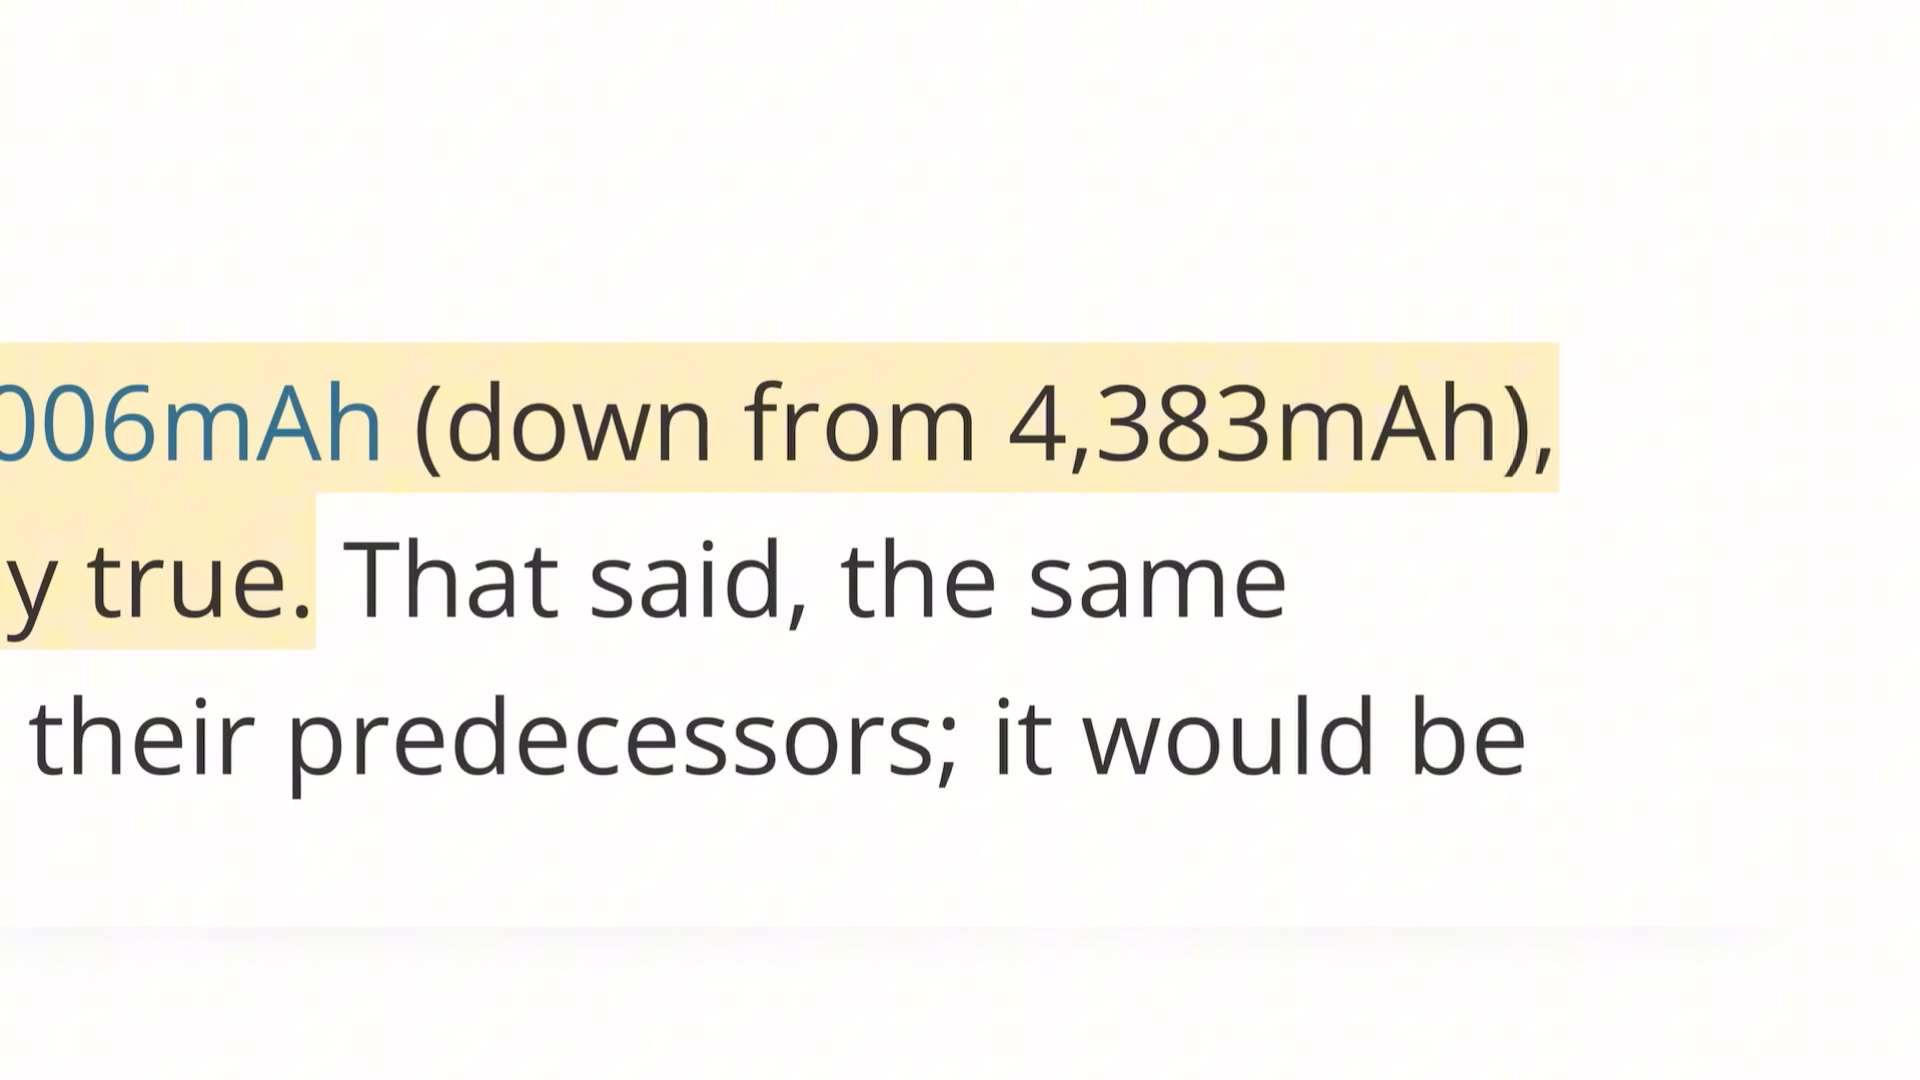 006mAh (down from 4,383mAh),
y true. That said, the same
their predecessors; it would be